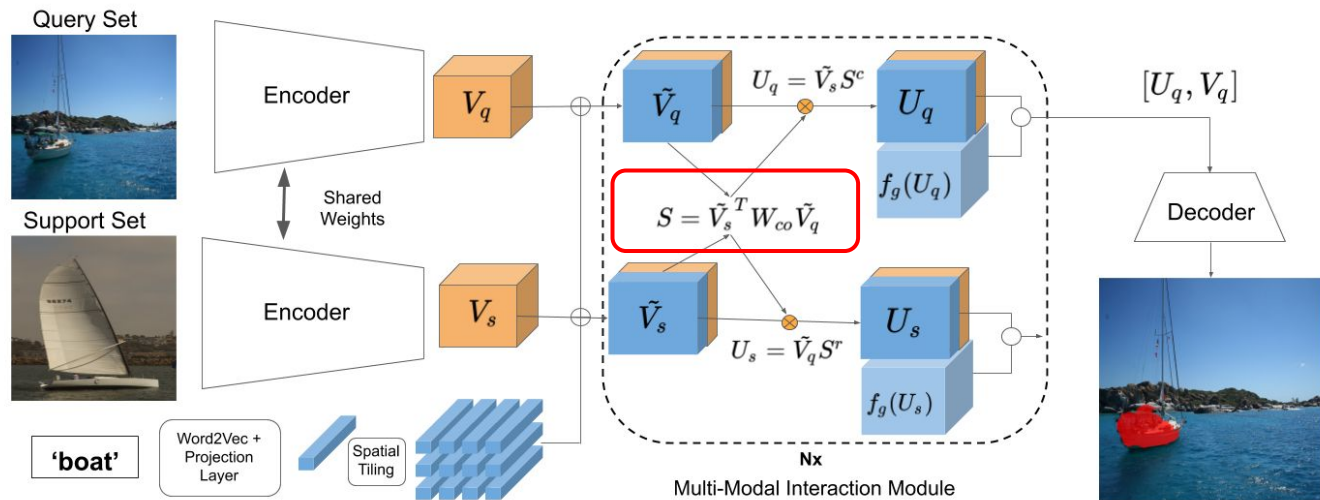 Query Set
Encoder
V_q
Ṽ_q
U_q = Ṽ_s S^c
U_q
f_g(U_q)
[U_q, V_q]
Decoder
Shared
Weights
S = Ṽ_s^T W_co Ṽ_q
Support Set
Encoder
V_s
Ṽ_s
U_s = Ṽ_q S^r
U_s
f_g(U_s)
'boat'
Word2Vec +
Projection
Layer
Spatial
Tiling
Nx
Multi-Modal Interaction Module